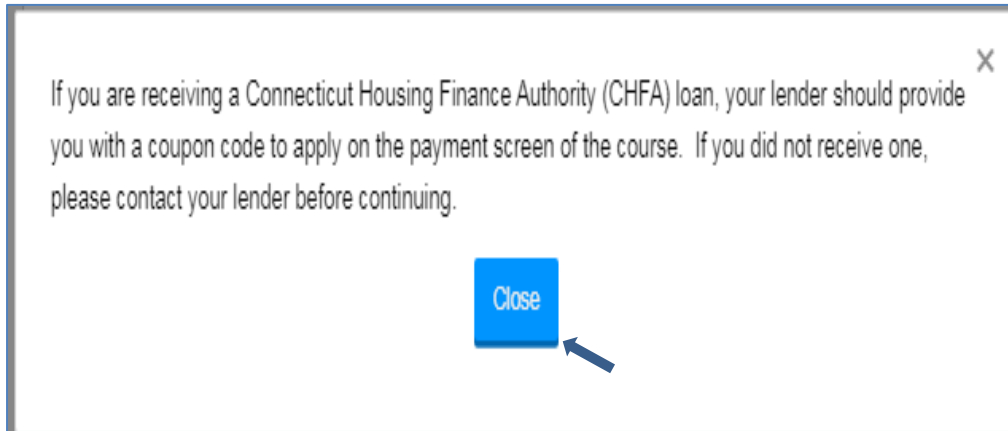 If you are receiving a Connecticut Housing Finance Authority (CHFA) loan, your lender should provide
you with a coupon code to apply on the payment screen of the course.  If you did not receive one,
please contact your lender before continuing.
Close